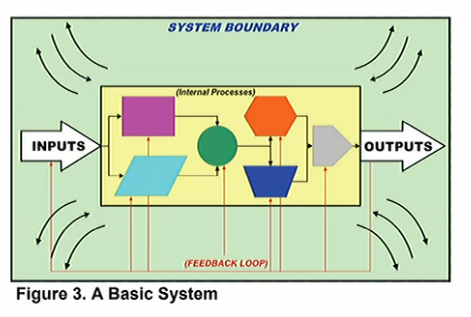 SYSTEM BOUNDARY
(Internal Processes)
INPUTS
OUTPUTS
(FEEDBACK LOOP)
Figure 3. A Basic System